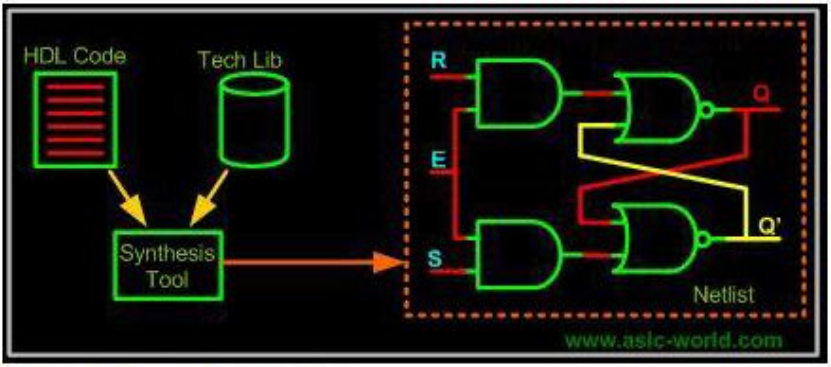 HDL Code
Tech Lib
Synthesis
Tool
R
E
S
Q
Q'
Netlist
www.asic-world.com